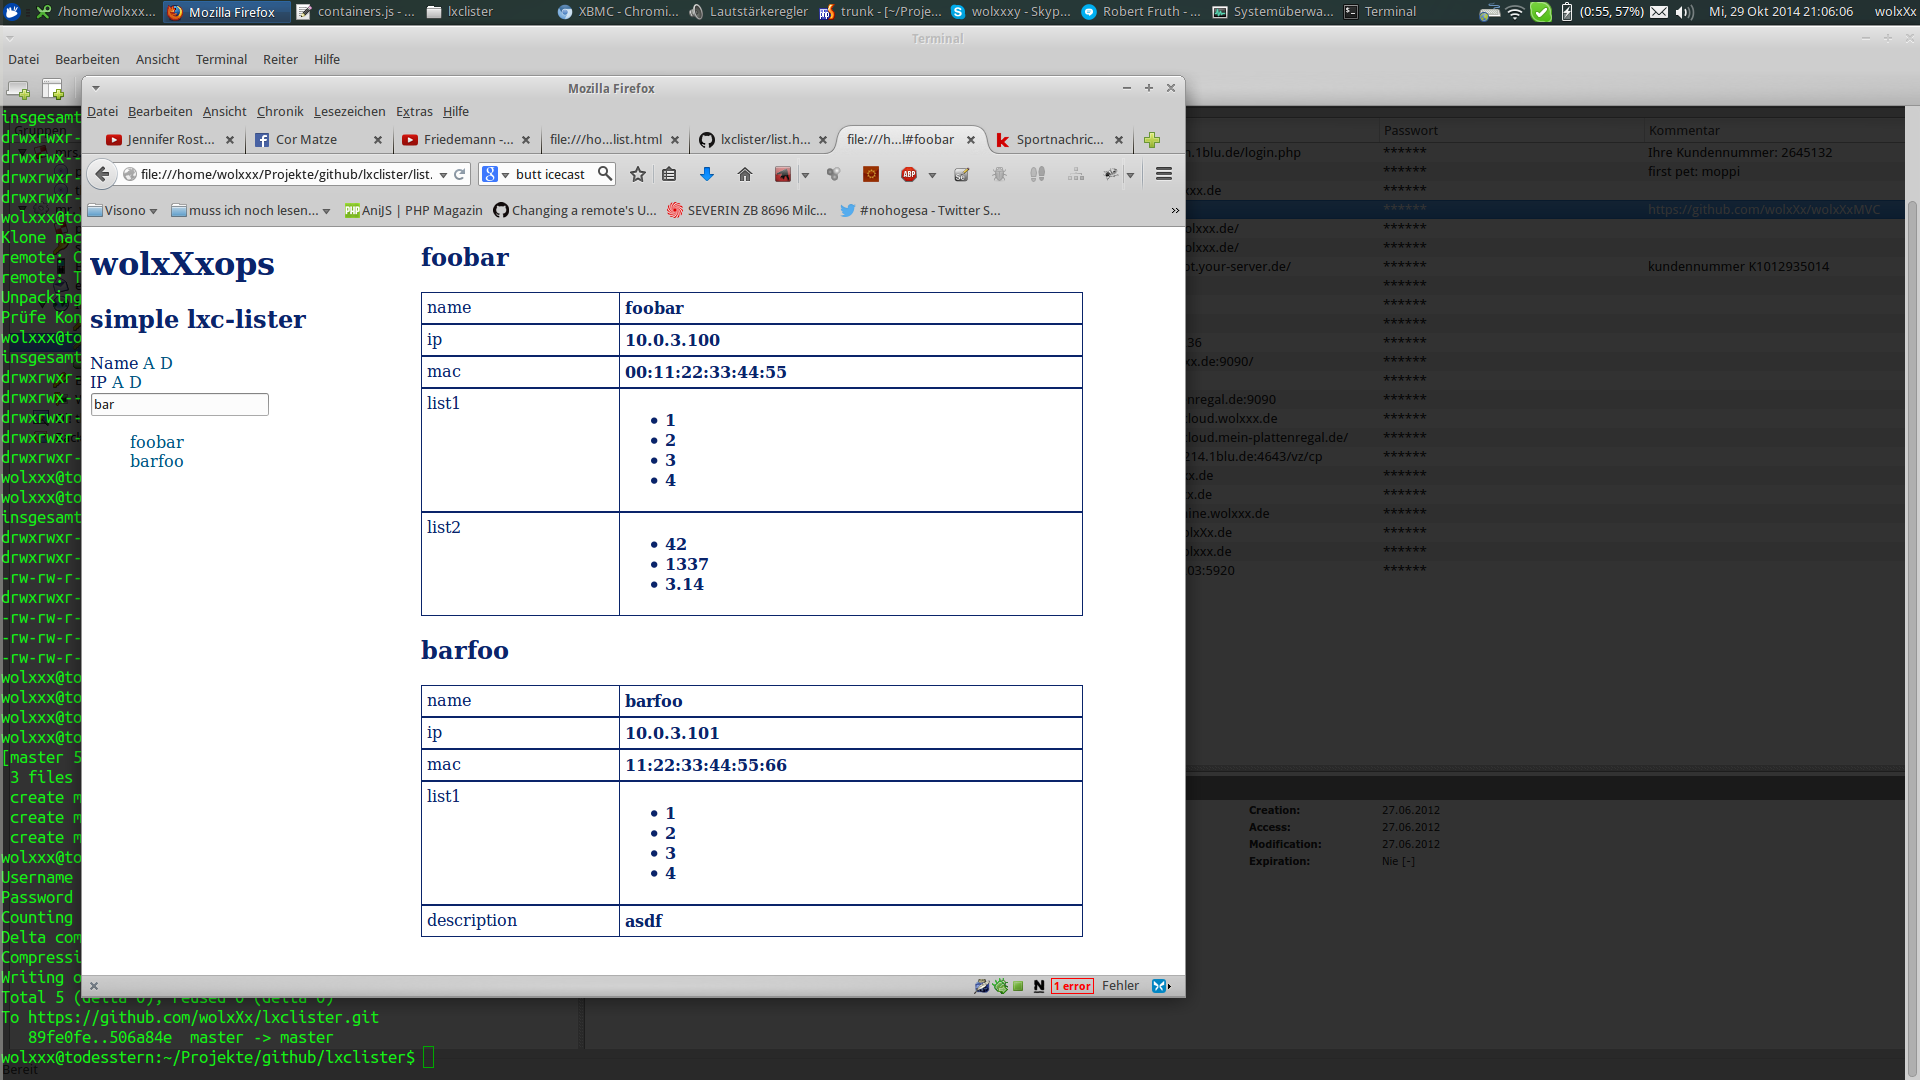 /home/wolxxx...
Mozilla Firefox
containers.js - ...
lxclister
XBMC - Chromi...
Lautstärkeregler
trunk - [~/Proje...
wolxxxy - Skyp...
Robert Fruth - ...
Systemüberwa...
Terminal
(0:55, 57%)
Mi, 29 Okt 2014 21:06:06
wolxXx
Terminal
Datei Bearbeiten Ansicht Terminal Reiter Hilfe
Mozilla Firefox
Datei Bearbeiten Ansicht Chronik Lesezeichen Extras Hilfe
Jennifer Rost...
Cor Matze
Friedemann -...
file:///ho...list.html
lxclister/list.h...
file:///h...l#foobar
Sportnachric...
file:///home/wolxxx/Projekte/github/lxclister/list.
butt icecast
ABP
Visono
muss ich noch lesen...
AniJS | PHP Magazin
Changing a remote's U...
SEVERIN ZB 8696 Milc...
#nohogesa - Twitter S...
»
wolxXxops
simple lxc-lister
Name A D
IP A D
bar
foobar
barfoo
foobar
name foobar
ip 10.0.3.100
mac 00:11:22:33:44:55
list1
1
2
3
4
list2
42
1337
3.14
barfoo
name barfoo
ip 10.0.3.101
mac 11:22:33:44:55:66
list1
1
2
3
4
description asdf
1 error
Fehler
Passwort Kommentar
n.1blu.de/login.php ****** Ihre Kundennummer: 2645132
****** first pet: moppi
xx.de ******
****** https://github.com/wolxXx/wolxXxMVC
olxxx.de/ ******
olxxx.de/ ******
ot.your-server.de/ ****** kundennummer K1012935014
******
******
******
.36 ******
xx.de:9090/ ******
******
nregal.de:9090 ******
cloud.wolxxx.de ******
cloud.mein-plattenregal.de/ ******
214.1blu.de:4643/vz/cp ******
xx.de ******
x.de ******
ine.wolxxx.de ******
olxXx.de ******
olxxx.de ******
03:5920 ******
Creation: 27.06.2012
Access: 27.06.2012
Modification: 27.06.2012
Expiration: Nie [-]
insgesamt
drwxrwxr-
drwxrwx--
drwxrwxr-
drwxrwxr-
wolxxx@to
Klone nac
remote: C
remote: T
Unpacking
Prüfe Kon
wolxxx@to
insgesamt
drwxrwxr-
drwxrwx--
drwxrwxr-
drwxrwxr-
drwxrwxr-
wolxxx@to
wolxxx@to
insgesamt
drwxrwxr-
drwxrwxr-
-rw-rw-r-
drwxrwxr-
-rw-rw-r-
-rw-rw-r-
-rw-rw-r-
wolxxx@to
wolxxx@to
wolxxx@to
wolxxx@to
[master 5
3 files
create m
create m
create m
wolxxx@to
Username
Password
Counting
Delta com
Compressi
Writing o
Total 5 (delta 0), reused 0 (delta 0)
To https://github.com/wolxXx/lxclister.git
89fe0fe..506a84e master -> master
wolxxx@todesstern:~/Projekte/github/lxclister$
Bereit